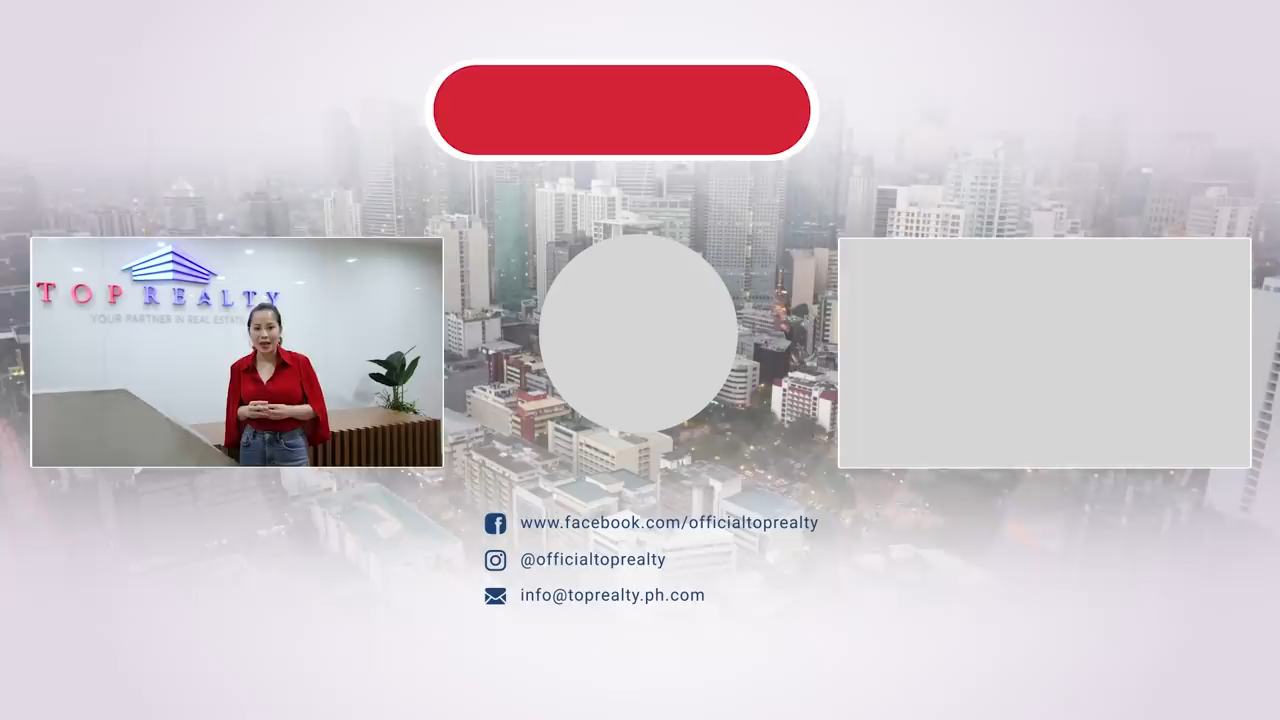 TOP REALTY
YOUR PARTNER IN REAL ESTATE
www.facebook.com/officialtoprealty
@officialtoprealty
info@toprealty.ph.com